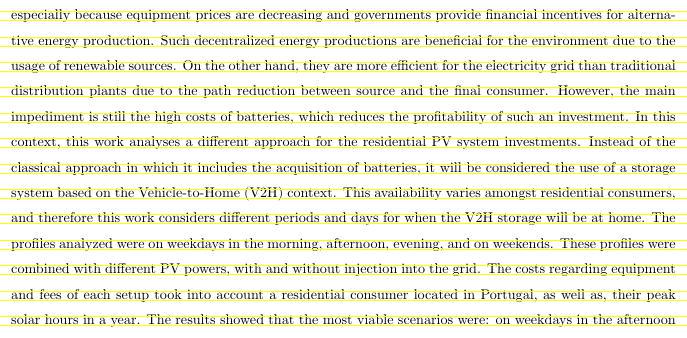 especially because equipment prices are decreasing and governments provide financial incentives for alterna-
tive energy production. Such decentralized energy productions are beneficial for the environment due to the
usage of renewable sources. On the other hand, they are more efficient for the electricity grid than traditional
distribution plants due to the path reduction between source and the final consumer. However, the main
impediment is still the high costs of batteries, which reduces the profitability of such an investment. In this
context, this work analyses a different approach for the residential PV system investments. Instead of the
classical approach in which it includes the acquisition of batteries, it will be considered the use of a storage
system based on the Vehicle-to-Home (V2H) context. This availability varies amongst residential consumers,
and therefore this work considers different periods and days for when the V2H storage will be at home. The
profiles analyzed were on weekdays in the morning, afternoon, evening, and on weekends. These profiles were
combined with different PV powers, with and without injection into the grid. The costs regarding equipment
and fees of each setup took into account a residential consumer located in Portugal, as well as, their peak
solar hours in a year. The results showed that the most viable scenarios were: on weekdays in the afternoon